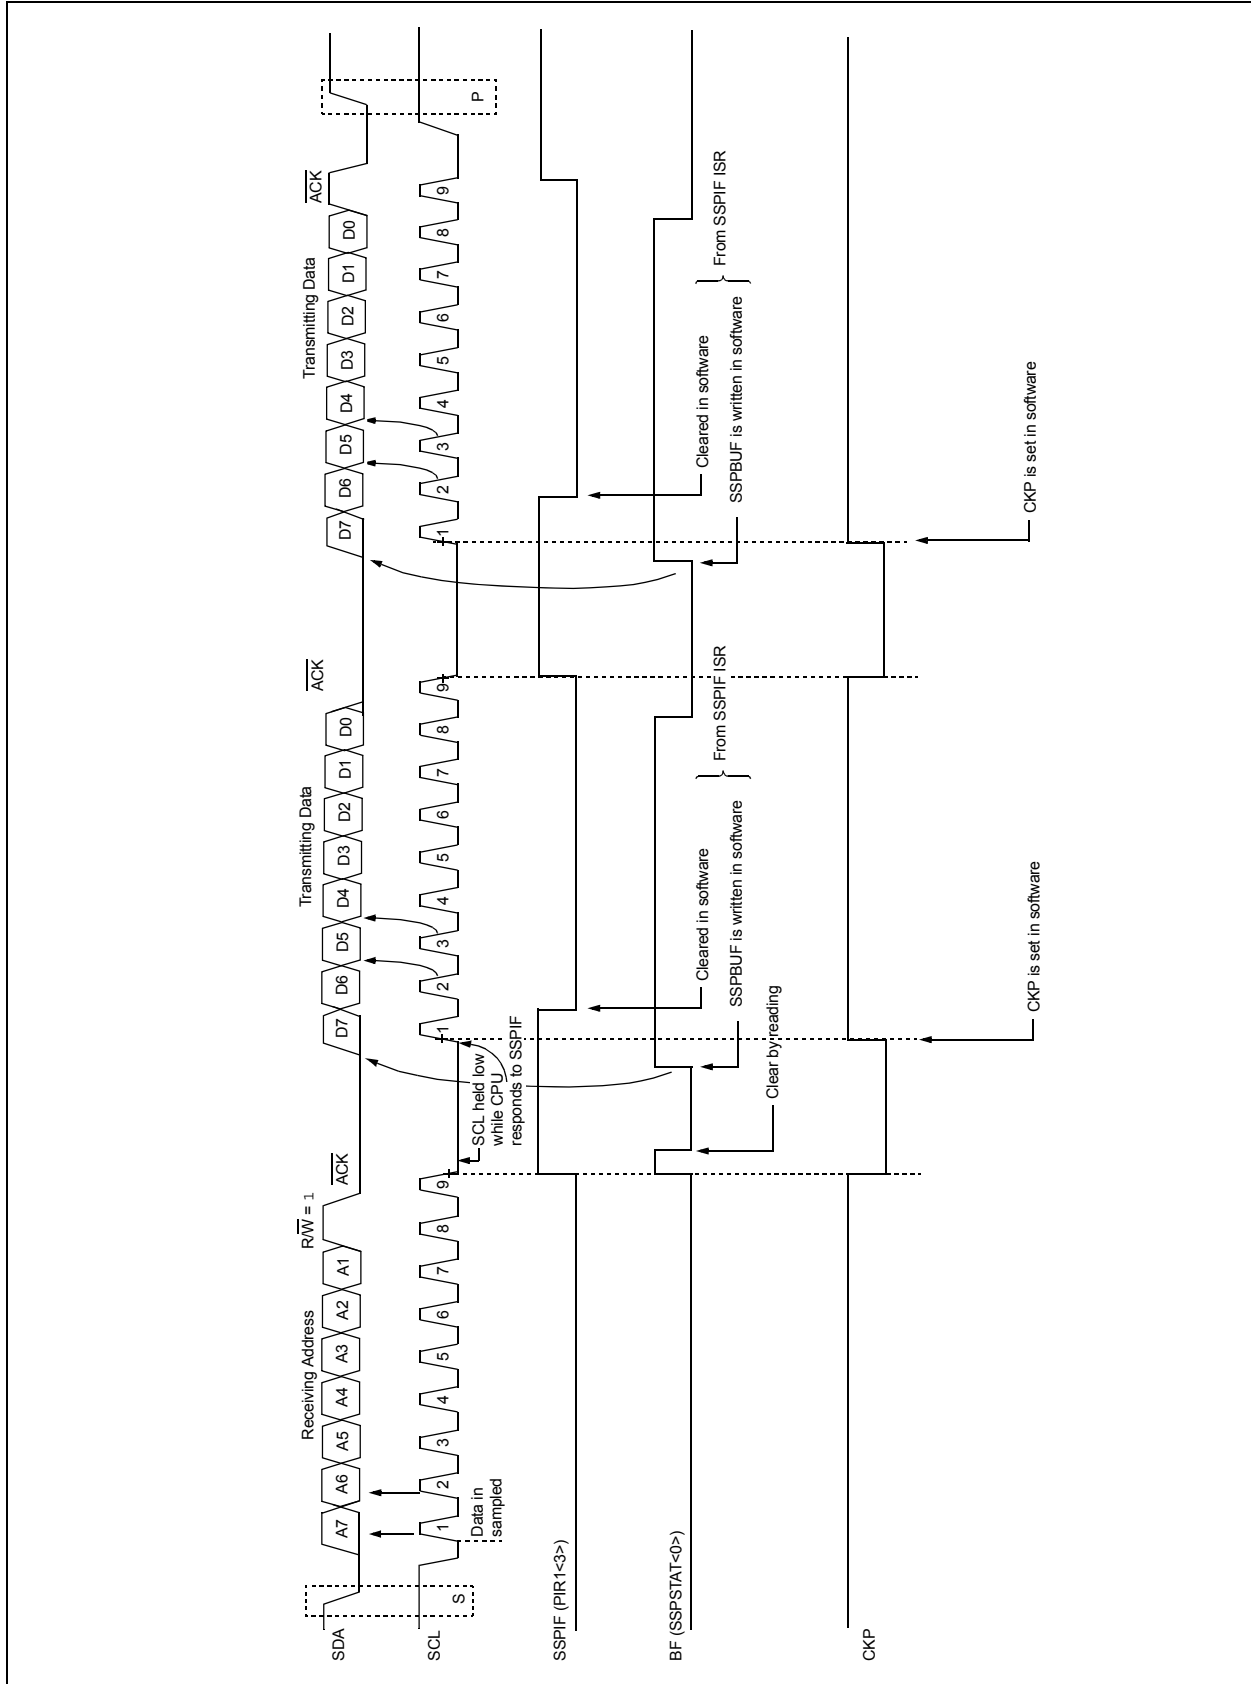 Receiving Address
R/W = 1
ACK
Transmitting Data
ACK
Transmitting Data
ACK
SDA
A7 A6 A5 A4 A3 A2 A1
D7 D6 D5 D4 D3 D2 D1 D0
D7 D6 D5 D4 D3 D2 D1 D0
SCL
S
1 2 3 4 5 6 7 8 9
1 2 3 4 5 6 7 8 9
1 2 3 4 5 6 7 8 9
P
Data in
sampled
SCL held low
while CPU
responds to SSPIF
SSPIF (PIR1<3>)
BF (SSPSTAT<0>)
Cleared in software
Cleared in software
SSPBUF is written in software
From SSPIF ISR
SSPBUF is written in software
From SSPIF ISR
Clear by reading
CKP
CKP is set in software
CKP is set in software